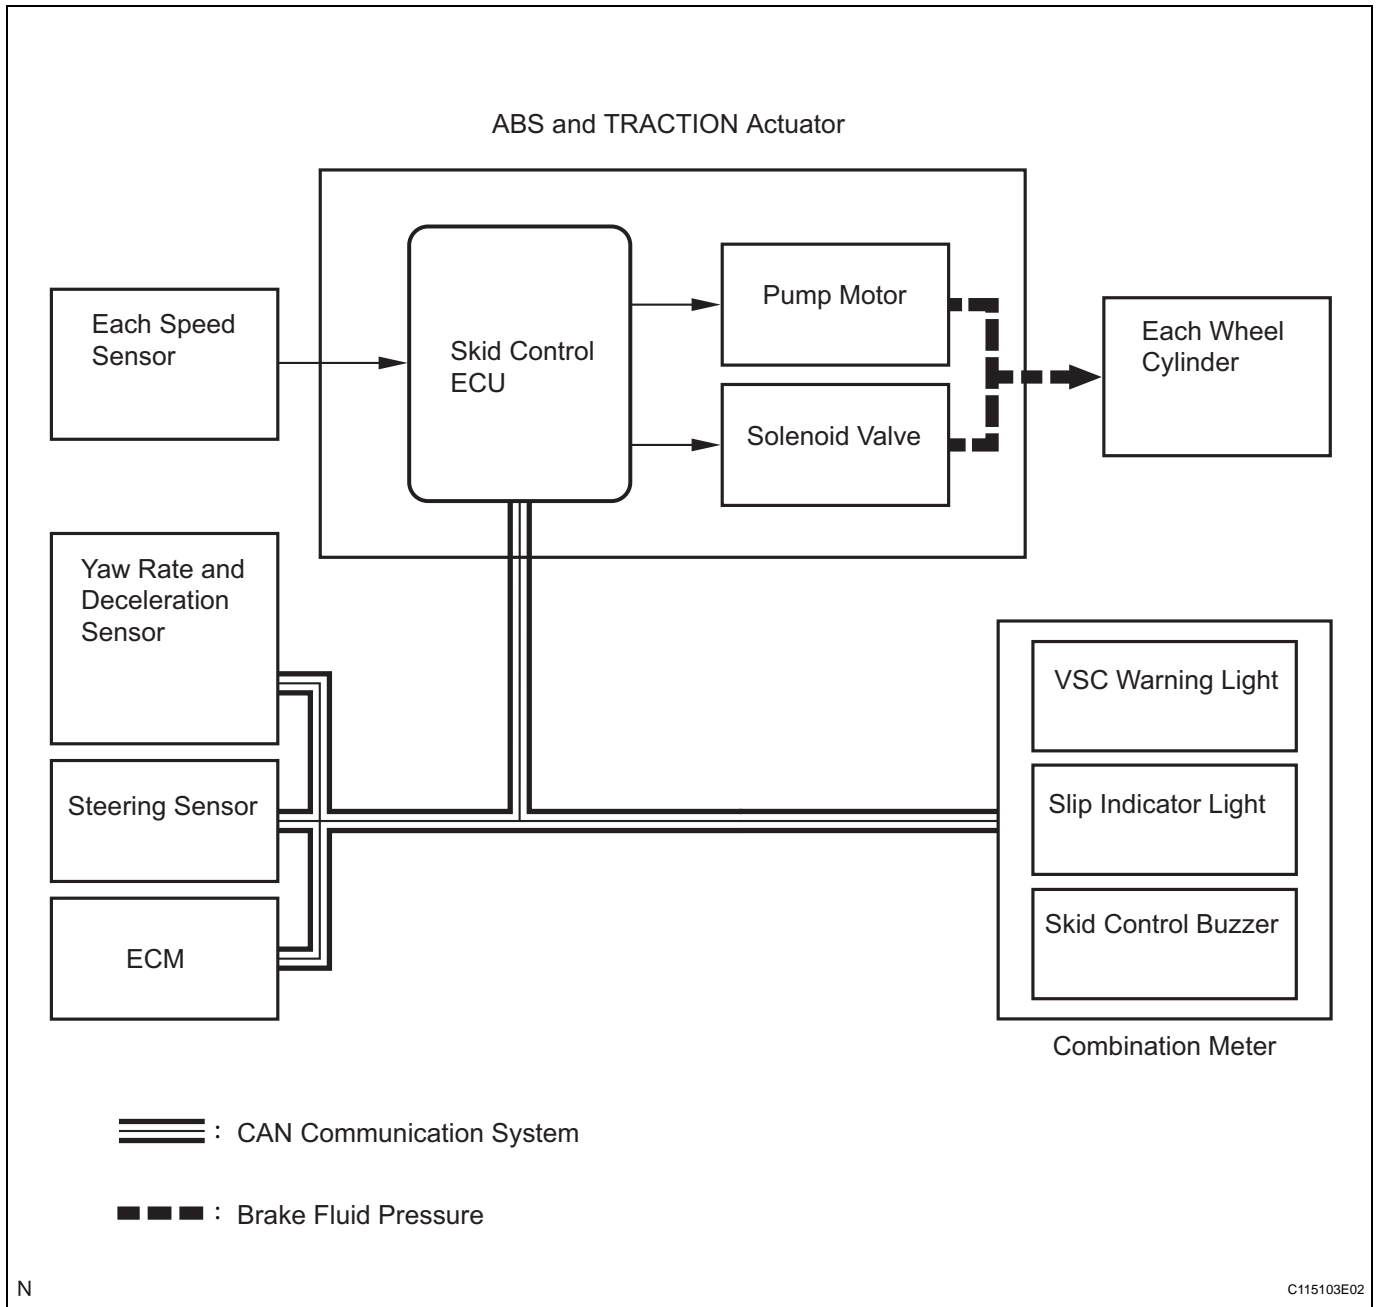 ABS and TRACTION Actuator
Each Speed
Sensor
Skid Control
ECU
Pump Motor
Solenoid Valve
Each Wheel
Cylinder
Yaw Rate and
Deceleration
Sensor
Steering Sensor
ECM
VSC Warning Light
Slip Indicator Light
Skid Control Buzzer
Combination Meter
: CAN Communication System
: Brake Fluid Pressure
N
C115103E02